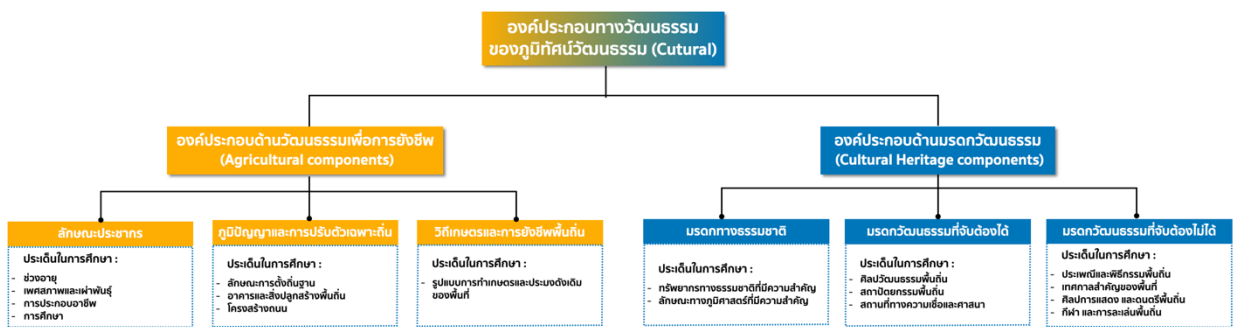 องค์ประกอบทางวัฒนธรรม
ของภูมิทัศน์วัฒนธรรม (Cutural)
องค์ประกอบด้านวัฒนธรรมเพื่อการยังชีพ
(Agricultural components)
องค์ประกอบด้านมรดกวัฒนธรรม
(Cultural Heritage components)
ลักษณะประชากร
ประเด็นในการศึกษา :
- ช่วงอายุ
- เพศสภาพและเผ่าพันธุ์
- การประกอบอาชีพ
- การศึกษา
ภูมิปัญญาและการปรับตัวเฉพาะถิ่น
ประเด็นในการศึกษา :
- ลักษณะการตั้งถิ่นฐาน
- อาคารและสิ่งปลูกสร้างพื้นถิ่น
- โครงสร้างถนน
วิถีเกษตรและการยังชีพพื้นถิ่น
ประเด็นในการศึกษา :
- รูปแบบการทำเกษตรและประมงดั้งเดิม
ของพื้นที่
มรดกทางธรรมชาติ
ประเด็นในการศึกษา :
- ทรัพยากรทางธรรมชาติที่มีความสำคัญ
- ลักษณะทางภูมิศาสตร์ที่มีความสำคัญ
มรดกวัฒนธรรมที่จับต้องได้
ประเด็นในการศึกษา :
- ศิลปวัฒนธรรมพื้นถิ่น
- สถาปัตยกรรมพื้นถิ่น
- สถานที่ทางความเชื่อและศาสนา
มรดกวัฒนธรรมที่จับต้องไม่ได้
ประเด็นในการศึกษา :
- ประเพณีและพิธีกรรมพื้นถิ่น
- เทศกาลสำคัญของพื้นที่
- ศิลปการแสดง และดนตรีพื้นถิ่น
- กีฬา และการละเล่นพื้นถิ่น